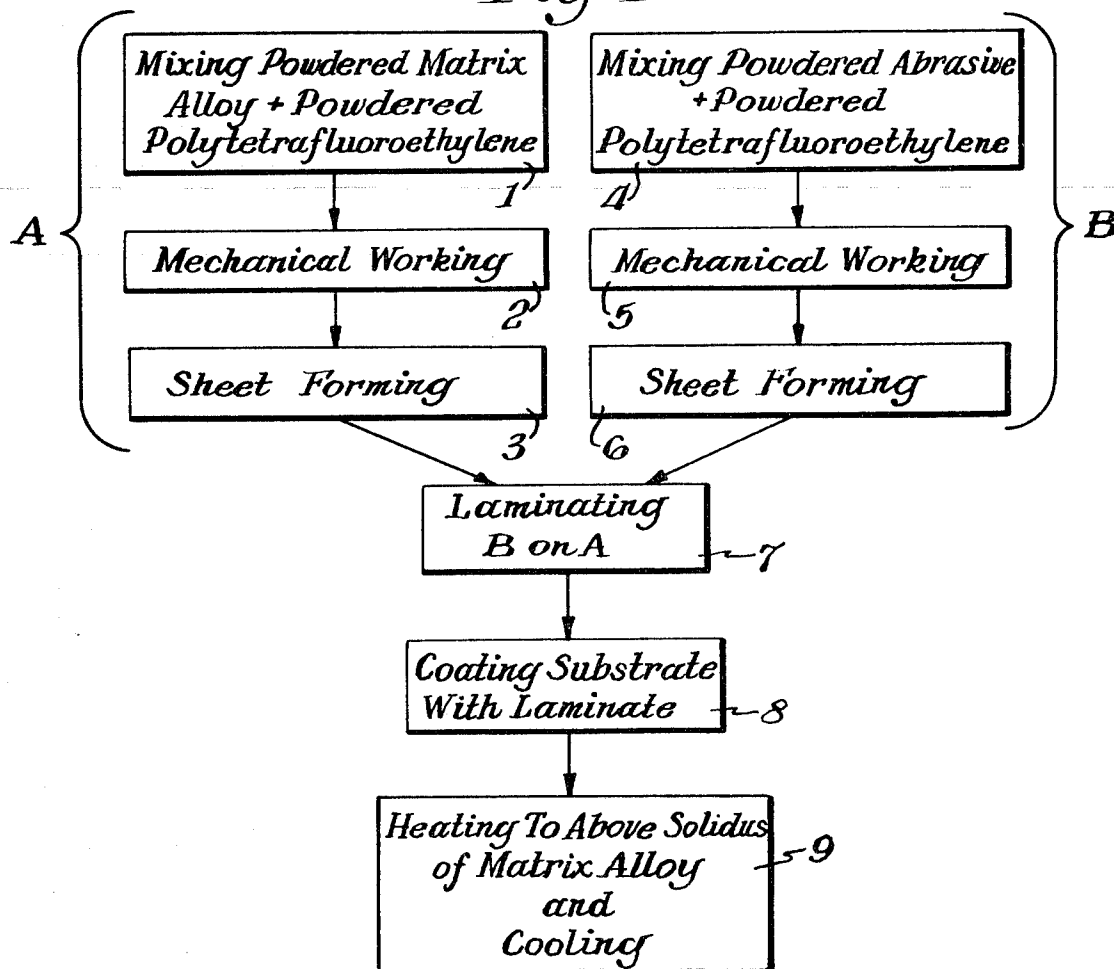 A
Mixing Powdered Matrix
Alloy + Powdered
Polytetrafluoroethylene
1
Mixing Powdered Abrasive
+ Powdered
Polytetrafluoroethylene
4
B
Mechanical Working
2
Mechanical Working
5
Sheet Forming
3
Sheet Forming
6
Laminating
B on A
7
Coating Substrate
With Laminate
8
Heating To Above Solidus
of Matrix Alloy
and
Cooling
9